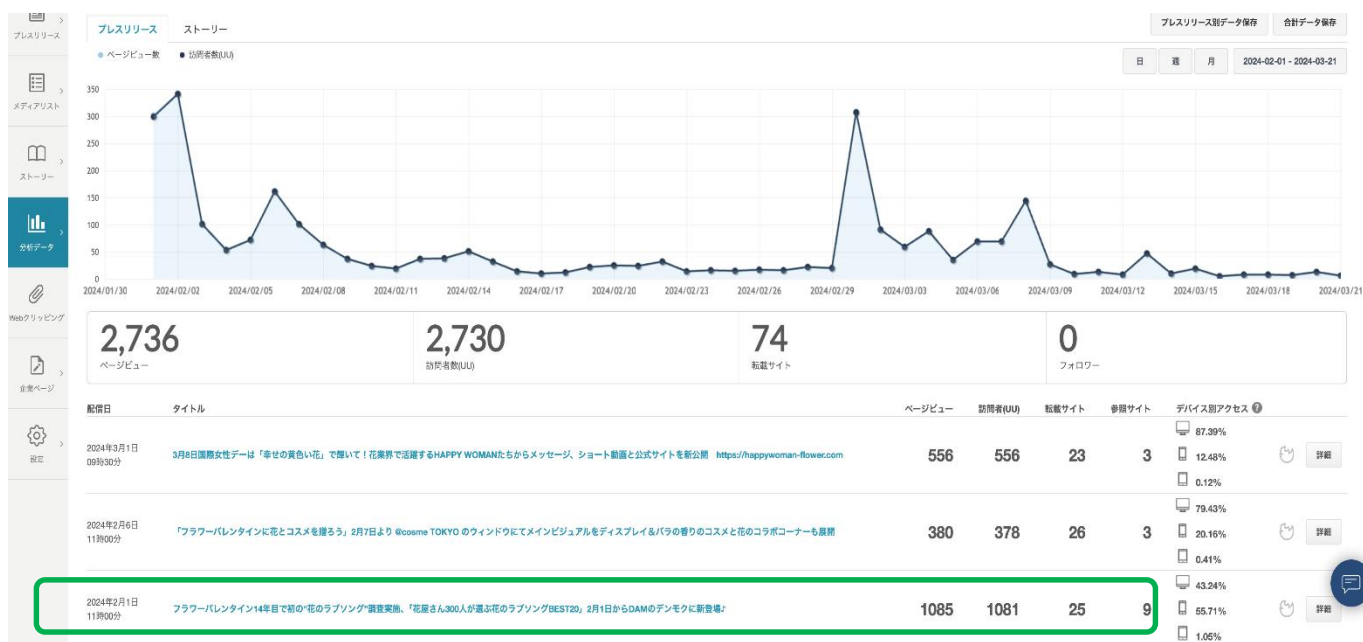 プレスリリース
メディアリスト
ストーリー
分析データ
Webクリッピング
企業ページ
設定
プレスリリース ストーリー
プレスリリース別データ保存 合計データ保存
ページビュー数 訪問者数(UU)
日 週 月 2024-02-01 - 2024-03-21
350
300
250
200
150
100
50
0
2024/01/30 2024/02/02 2024/02/05 2024/02/08 2024/02/11 2024/02/14 2024/02/17 2024/02/20 2024/02/23 2024/02/26 2024/02/29 2024/03/03 2024/03/06 2024/03/09 2024/03/12 2024/03/15 2024/03/18 2024/03/21
2,736 2,730 74 0
ページビュー 訪問者数(UU) 転載サイト フォロワー
配信日 タイトル ページビュー 訪問者(UU) 転載サイト 参照サイト デバイス別アクセス ?
2024年3月1日
09時30分
3月8日国際女性デーは「幸せの黄色い花」で輝いて！花業界で活躍するHAPPY WOMANたちからメッセージ、ショート動画と公式サイトを新公開 https://happywoman-flower.com
556 556 23 3
87.39%
12.48%
0.12%
詳細
2024年2月6日
11時00分
「フラワーバレンタインに花とコスメを贈ろう」2月7日より @cosme TOKYO のウィンドウにてメインビジュアルをディスプレイ&バラの香りのコスメと花のコラボコーナーも展開
380 378 26 3
79.43%
20.16%
0.41%
詳細
2024年2月1日
11時00分
フラワーバレンタイン14年目で初の“花のラブソング”調査実施、「花屋さん300人が選ぶ花のラブソングBEST20」2月1日からDAMのデンモクに新登場♪
1085 1081 25 9
43.24%
55.71%
1.05%
詳細